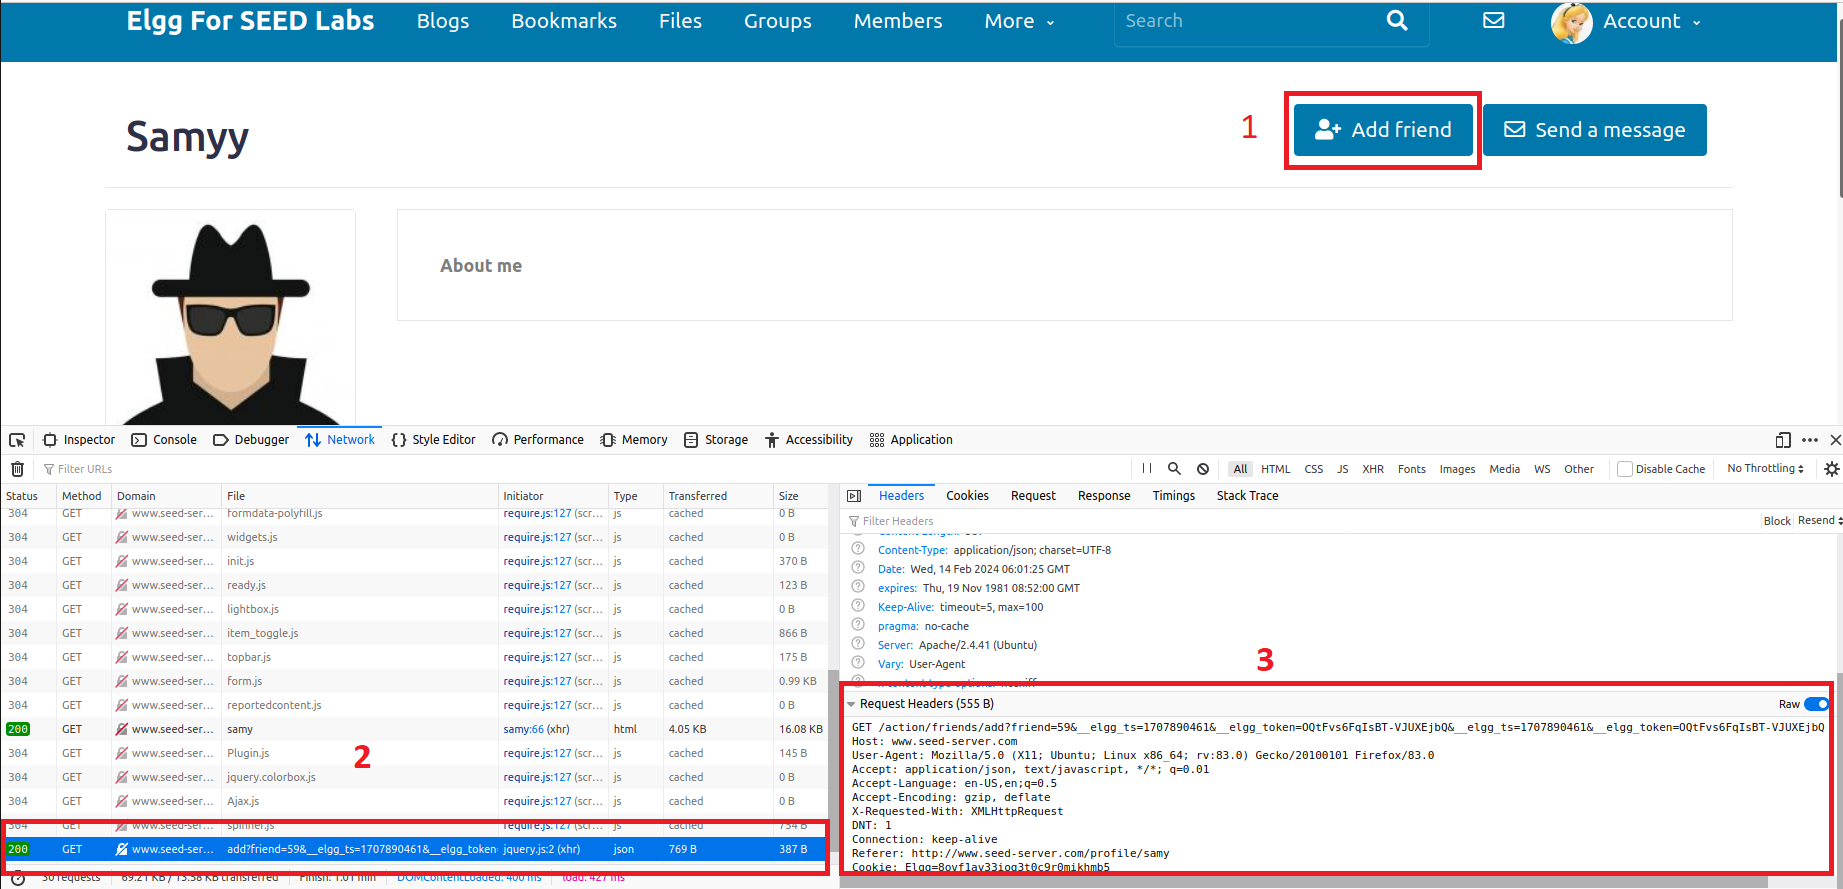 Elgg For SEED Labs Blogs Bookmarks Files Groups Members More Search Account
Samyy
1
Add friend
Send a message
About me
Inspector Console Debugger Network Style Editor Performance Memory Storage Accessibility Application
Filter URLs
All HTML CSS JS XHR Fonts Images Media WS Other Disable Cache No Throttling
Status Method Domain File Initiator Type Transferred Size
304 GET www.seed-ser... formdata-polyfill.js require.js:127 (scr... js cached 0 B
304 GET www.seed-ser... widgets.js require.js:127 (scr... js cached 0 B
304 GET www.seed-ser... init.js require.js:127 (scr... js cached 370 B
304 GET www.seed-ser... ready.js require.js:127 (scr... js cached 123 B
304 GET www.seed-ser... lightbox.js require.js:127 (scr... js cached 0 B
304 GET www.seed-ser... item_toggle.js require.js:127 (scr... js cached 866 B
304 GET www.seed-ser... topbar.js require.js:127 (scr... js cached 175 B
304 GET www.seed-ser... form.js require.js:127 (scr... js cached 0.99 KB
304 GET www.seed-ser... reportedcontent.js require.js:127 (scr... js cached 0 B
200 GET www.seed-ser... samy samy:66 (xhr) html 4.05 KB 16.08 KB
304 GET www.seed-ser... Plugin.js require.js:127 (scr... js cached 145 B
2
304 GET www.seed-ser... jquery.colorbox.js require.js:127 (scr... js cached 0 B
304 GET www.seed-ser... Ajax.js require.js:127 (scr... js cached 0 B
304 GET www.seed-ser... spinner.js require.js:127 (scr... js cached 734 B
200 GET www.seed-ser... add?friend=59&__elgg_ts=1707890461&__elgg_token= jquery.js:2 (xhr) json 769 B 387 B
30 requests 69.21 KB / 13.58 KB transferred Finish: 1.01 min DOMContentLoaded: 400 ms load: 427 ms
Headers Cookies Request Response Timings Stack Trace
Filter Headers Block Resend
Content-Type: application/json; charset=UTF-8
Date: Wed, 14 Feb 2024 06:01:25 GMT
expires: Thu, 19 Nov 1981 08:52:00 GMT
Keep-Alive: timeout=5, max=100
pragma: no-cache
Server: Apache/2.4.41 (Ubuntu)
Vary: User-Agent
3
Request Headers (555 B) Raw
GET /action/friends/add?friend=59&__elgg_ts=1707890461&__elgg_token=OQtFvs6FqIsBT-VJUXEjbQ&__elgg_ts=1707890461&__elgg_token=OQtFvs6FqIsBT-VJUXEjbQ
Host: www.seed-server.com
User-Agent: Mozilla/5.0 (X11; Ubuntu; Linux x86_64; rv:83.0) Gecko/20100101 Firefox/83.0
Accept: application/json, text/javascript, */*; q=0.01
Accept-Language: en-US,en;q=0.5
Accept-Encoding: gzip, deflate
X-Requested-With: XMLHttpRequest
DNT: 1
Connection: keep-alive
Referer: http://www.seed-server.com/profile/samy
Cookie: